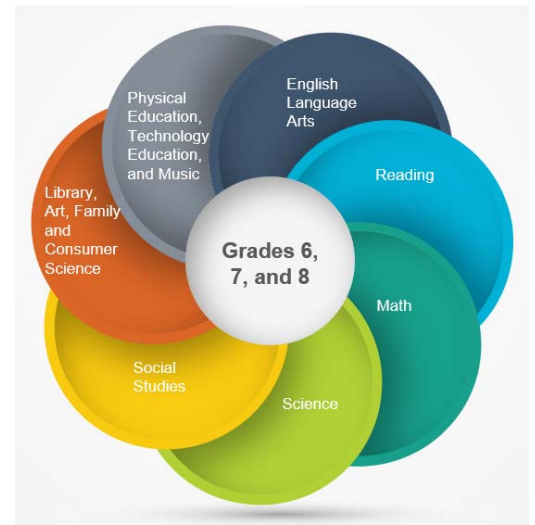 Physical
Education,
Technology
Education,
and Music
English
Language
Arts
Reading
Library,
Art, Family
and
Consumer
Science
Grades 6,
7, and 8
Math
Social
Studies
Science